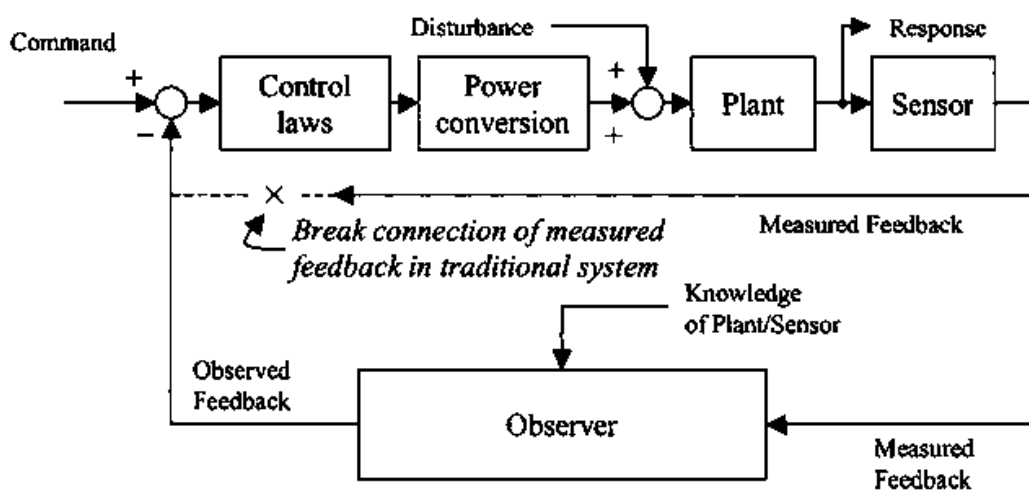 Command
Disturbance
Response
+
−
Control
laws
Power
conversion
+
+
Plant
Sensor
×
Break connection of measured
feedback in traditional system
Measured Feedback
Knowledge
of Plant/Sensor
Observed
Feedback
Observer
Measured
Feedback